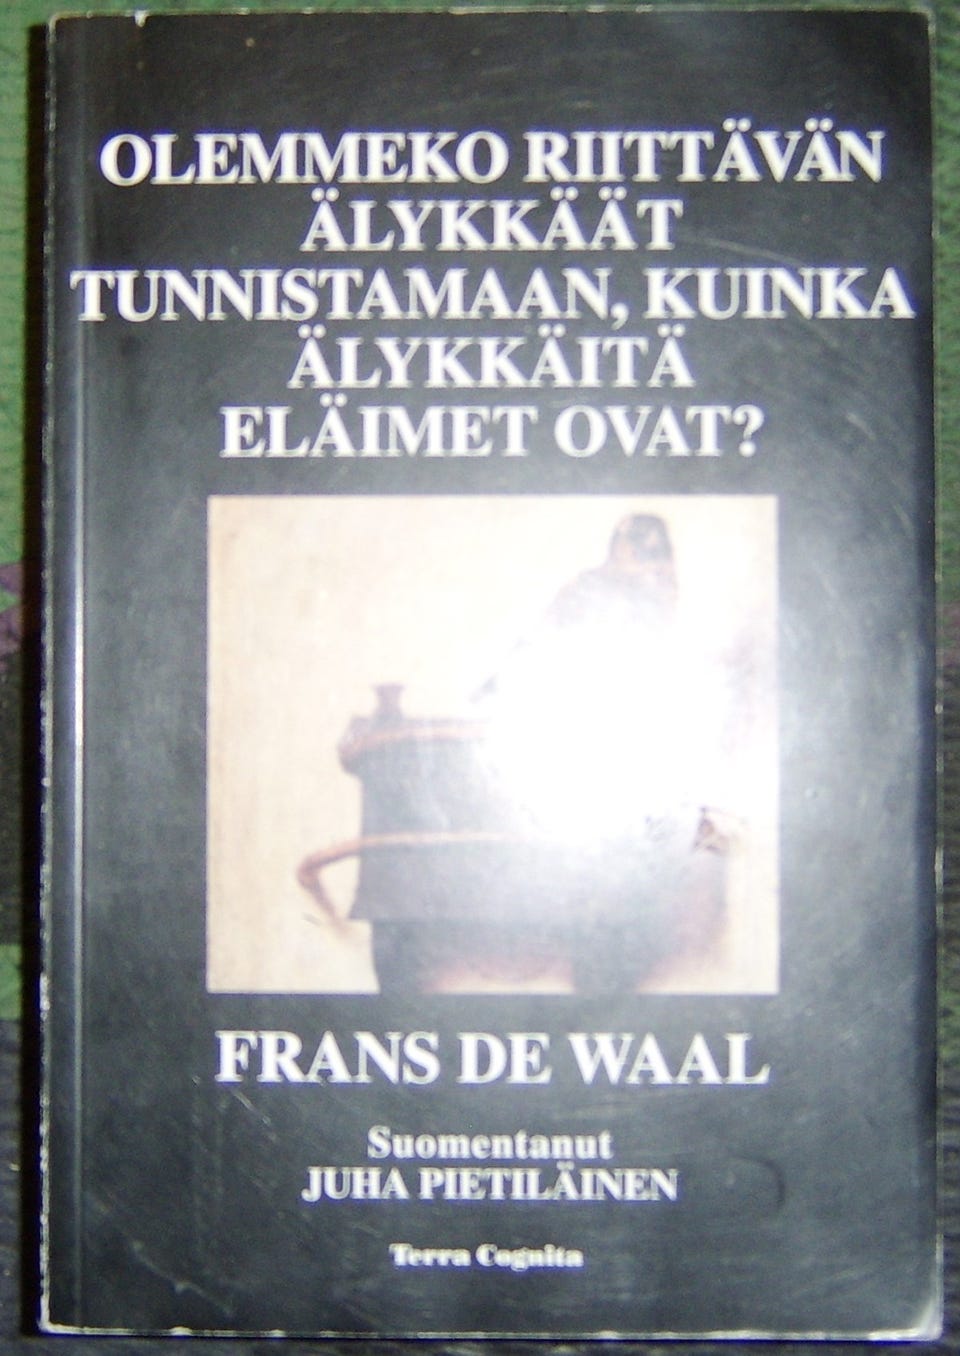 OLEMMEKO RIITTÄVÄN
ÄLYKKÄÄT
TUNNISTAMAAN, KUINKA
ÄLYKKÄITÄ
ELÄIMET OVAT?
FRANS DE WAAL
Suomentanut
JUHA PIETILÄINEN
Terra Cognita